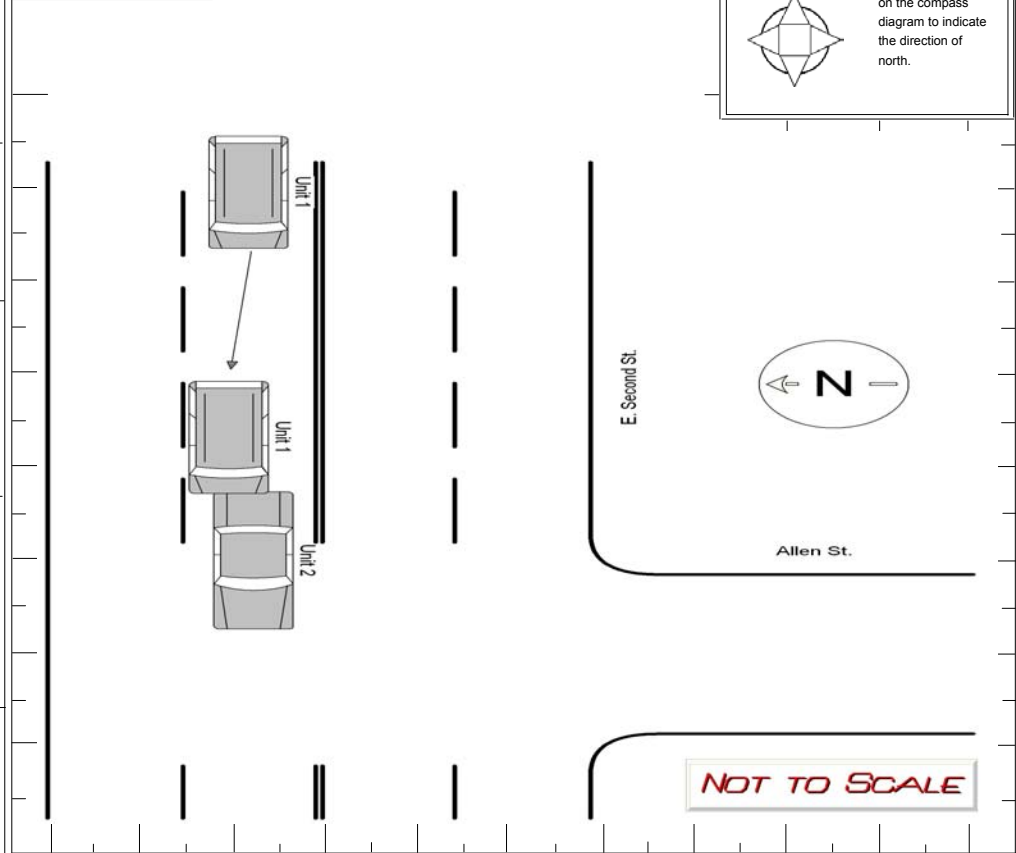 on the compass
diagram to indicate
the direction of
north.
Unit 1
E. Second St.
N
Unit 1
Allen St.
Unit 2
NOT TO SCALE